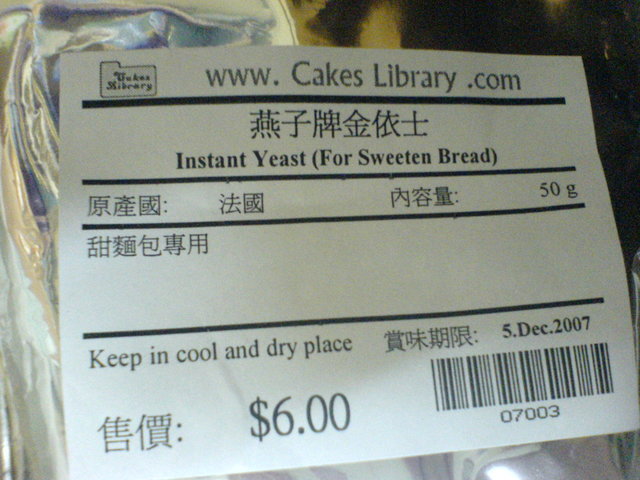 Cakes
Library
www. Cakes Library .com
燕子牌金依士
Instant Yeast (For Sweeten Bread)
原產國: 法國 內容量: 50 g
甜麵包專用
Keep in cool and dry place 賞味期限: 5.Dec.2007
售價: $6.00
07003